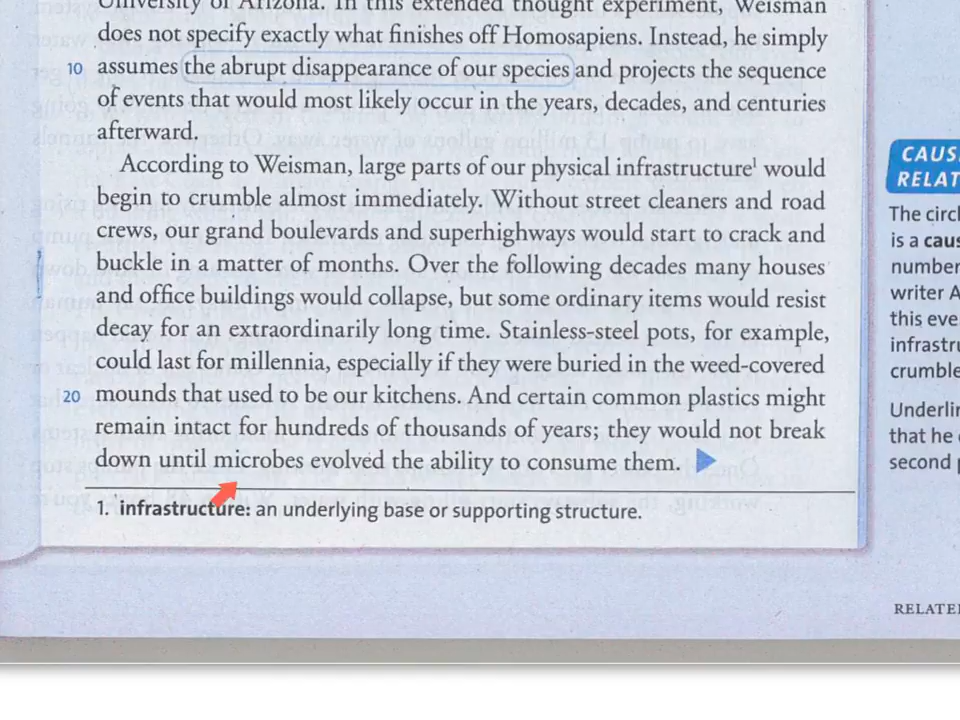 University of Arizona. In this extended thought experiment, Weisman
does not specify exactly what finishes off Homosapiens. Instead, he simply
10 assumes the abrupt disappearance of our species and projects the sequence
of events that would most likely occur in the years, decades, and centuries
afterward.
According to Weisman, large parts of our physical infrastructure¹ would
begin to crumble almost immediately. Without street cleaners and road
crews, our grand boulevards and superhighways would start to crack and
buckle in a matter of months. Over the following decades many houses
and office buildings would collapse, but some ordinary items would resist
decay for an extraordinarily long time. Stainless-steel pots, for example,
could last for millennia, especially if they were buried in the weed-covered
20 mounds that used to be our kitchens. And certain common plastics might
remain intact for hundreds of thousands of years; they would not break
down until microbes evolved the ability to consume them.
1. infrastructure: an underlying base or supporting structure.
CAUS
RELAT
The circl
is a caus
number
writer A
this eve
infrastru
crumble
Underlin
that he
second p
RELATE